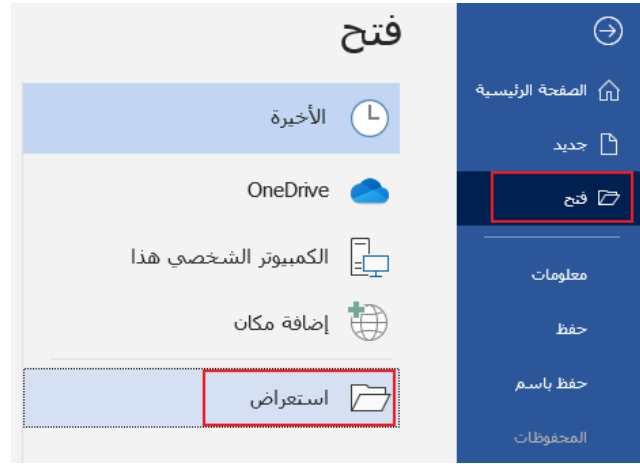 الصفحة الرئيسية
جديد
فتح
معلومات
حفظ
حفظ باسم
المحفوظات
فتح
الأخيرة
OneDrive
الكمبيوتر الشخصي هذا
إضافة مكان
استعراض